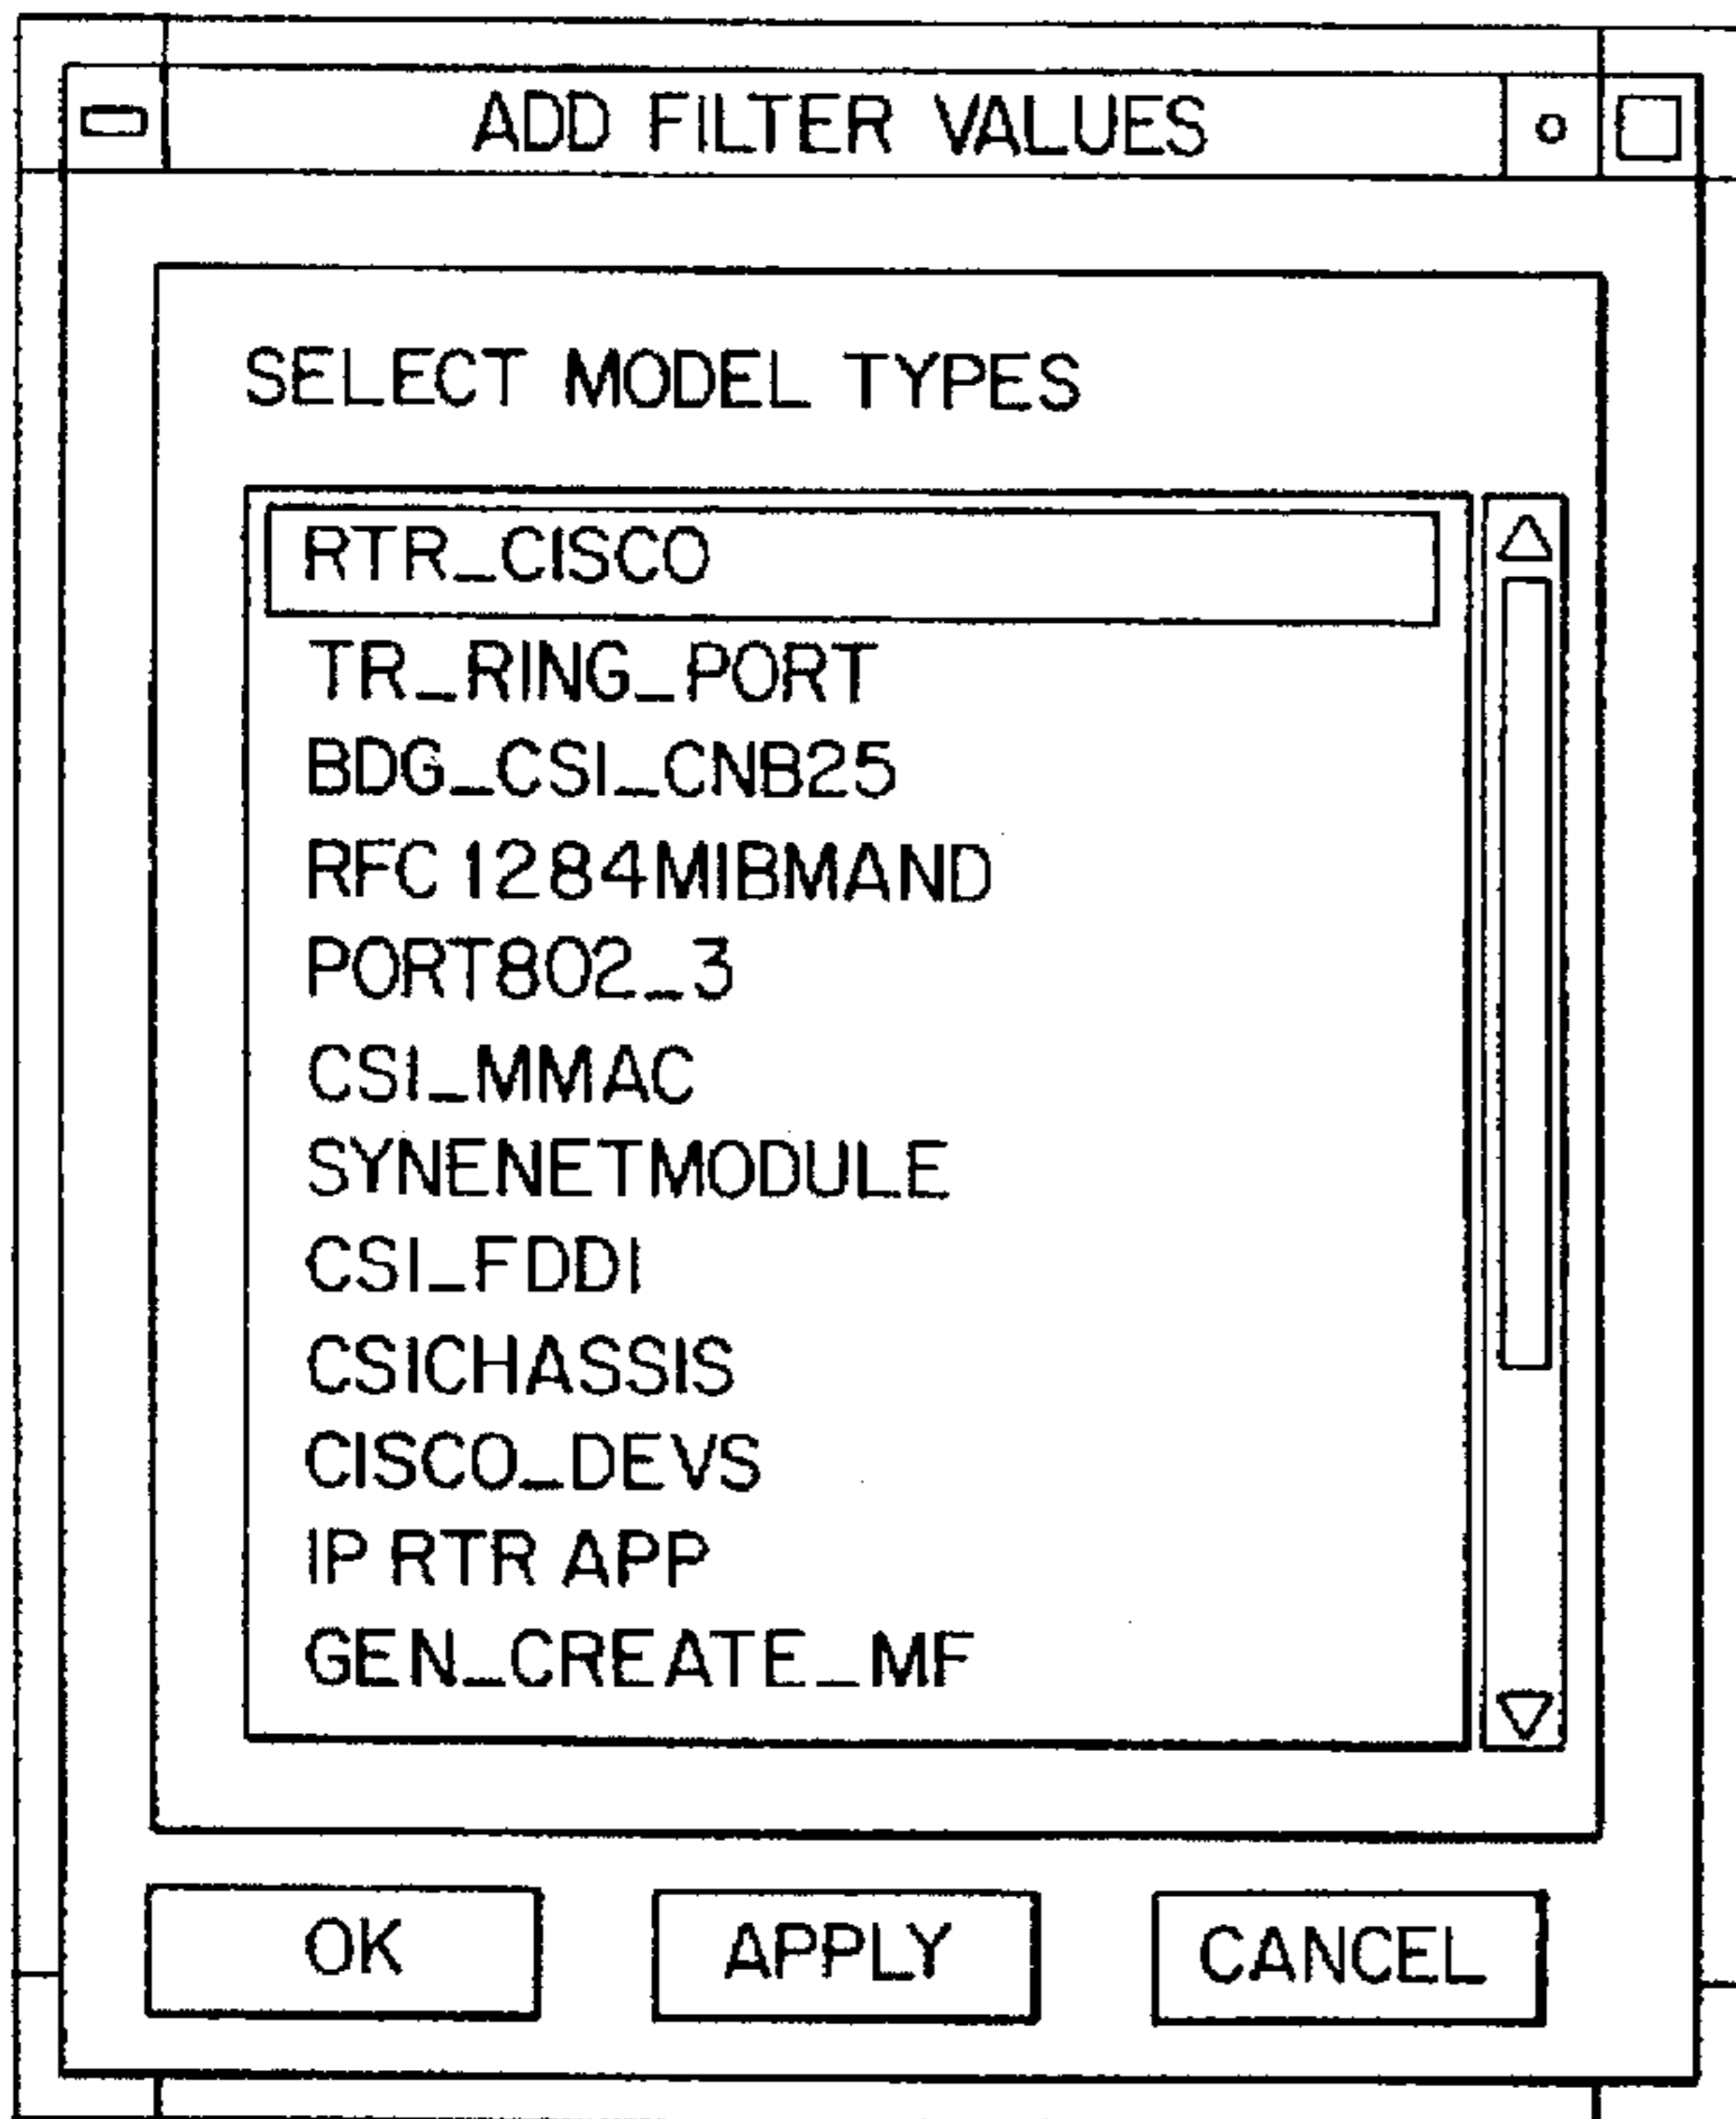 ADD FILTER VALUES
SELECT MODEL TYPES
RTR_CISCO
TR_RING_PORT
BDG_CSI_CNB25
RFC 1284MIBMAND
PORT802_3
CSI_MMAC
SYNENETMODULE
CSI_FDDI
CSICHASSIS
CISCO_DEVS
IP RTR APP
GEN_CREATE_MF
OK APPLY CANCEL